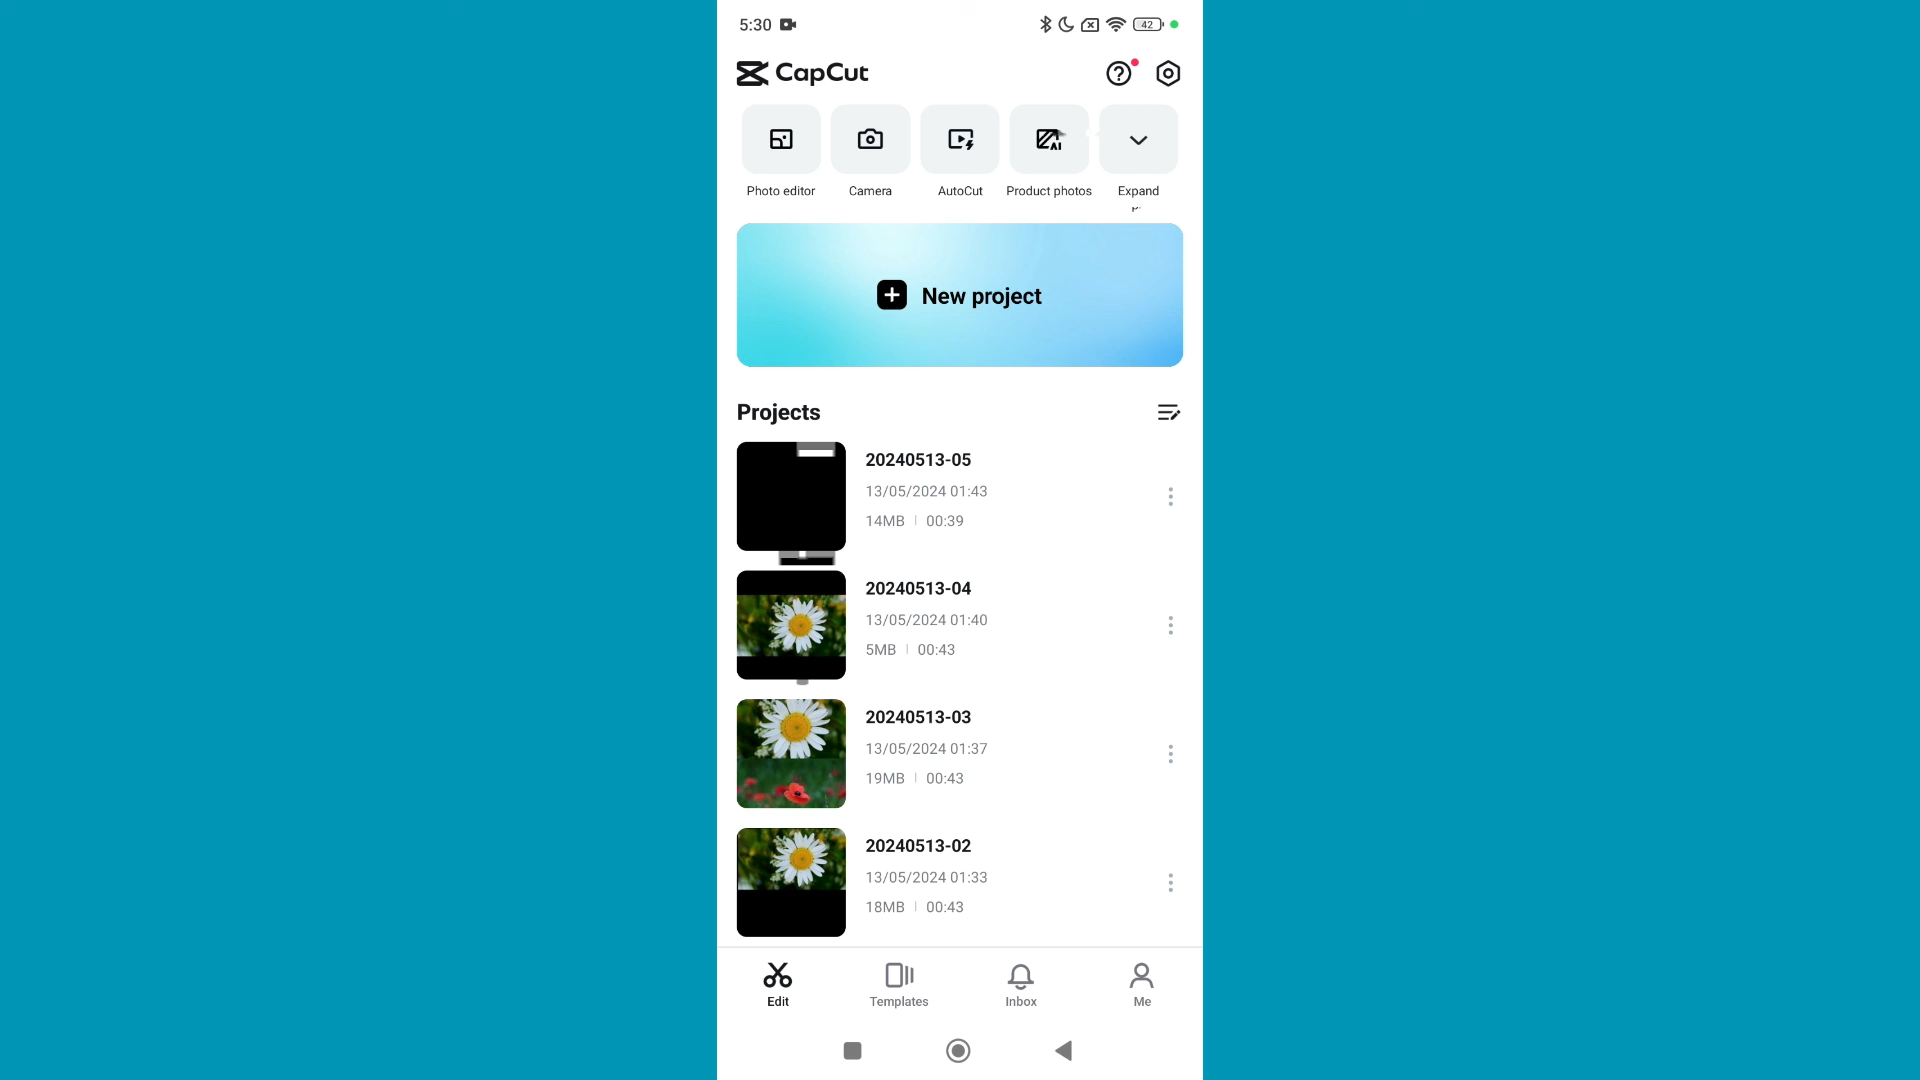 5:30
42
CapCut
AI
Photo editor
Camera
AutoCut
Product photos
Expand
New project
Projects
20240513-05
13/05/2024 01:43
14MB | 00:39
20240513-04
13/05/2024 01:40
5MB | 00:43
20240513-03
13/05/2024 01:37
19MB | 00:43
20240513-02
13/05/2024 01:33
18MB | 00:43
Edit
Templates
Inbox
Me